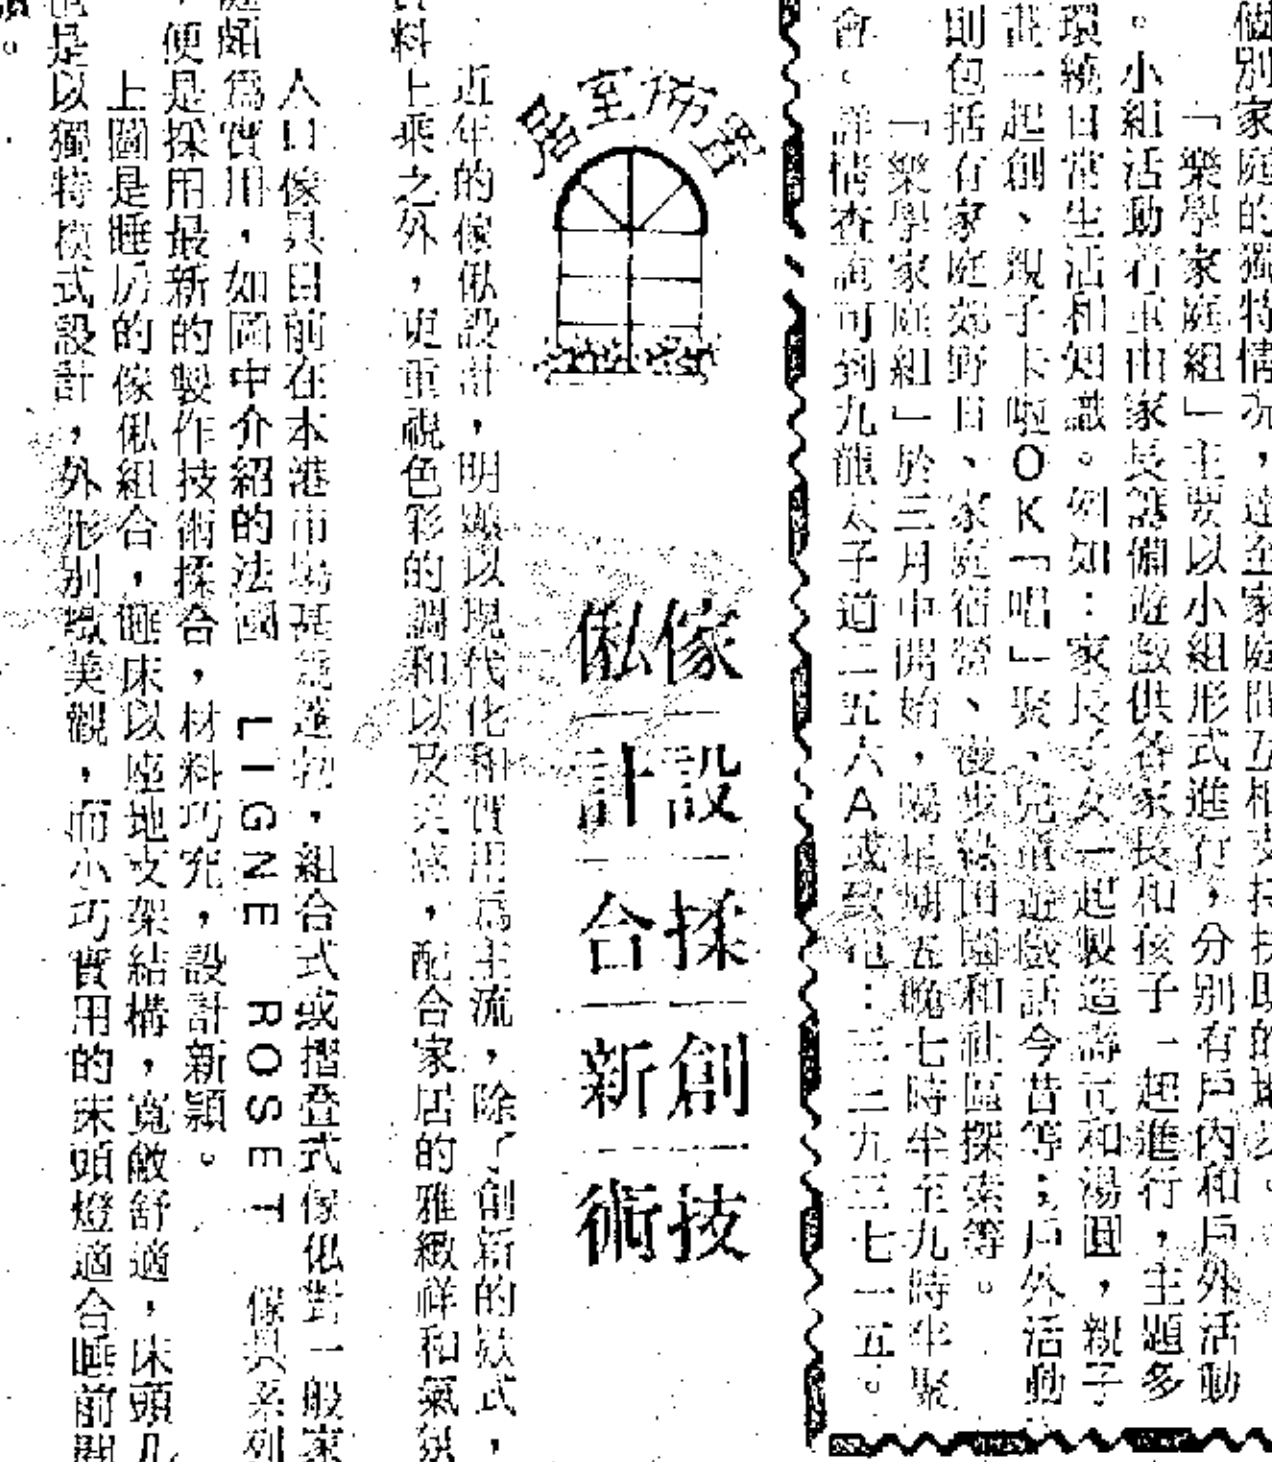 個別家庭的獨特情況，達至家庭間互相支持扶助的
「樂學家庭組」主要以小組形式進行，分別有戶內和戶外活動
。小組活動着重由家長籌備遊戲供各家長和孩子一起進行，主題多
環繞日常生活和知識。例如：家長子女一起製造壽司和湯圓，親子
一起創、親子卡啦OK「唱」聚、兒童遊戲話今昔等；戶外活動
則包括有家庭郊野日、家庭宿營、漫步綠田園和社區探索等。
「樂學家庭組」於三月中開始，逢星期五晚七時半至九時半聚
會。詳情查詢可到九龍太子道二五六A或致電：三三九三七一五。
居室布置
傢俬設計揉合創新技術
近年的傢俬設計，明顯以現代化和實用為主流，除了創新的款式，
料上乘之外，更重視色彩的調和以及美感，配合家居的雅緻祥和氣氛
人口傢具目前在本港市場甚為蓬勃，組合式或摺叠式傢俬對一般家
庭頗為實用，如圖中介紹的法國 LIGNE ROSET 傢具系列
，便是採用最新的製作技術揉合，材料巧究，設計新穎。
上圖是睡房的傢俬組合，睡床以座地支架結構，寬敞舒適，床頭几
也是以獨特模式設計，外形別緻美觀，而小巧實用的床頭燈適合睡前